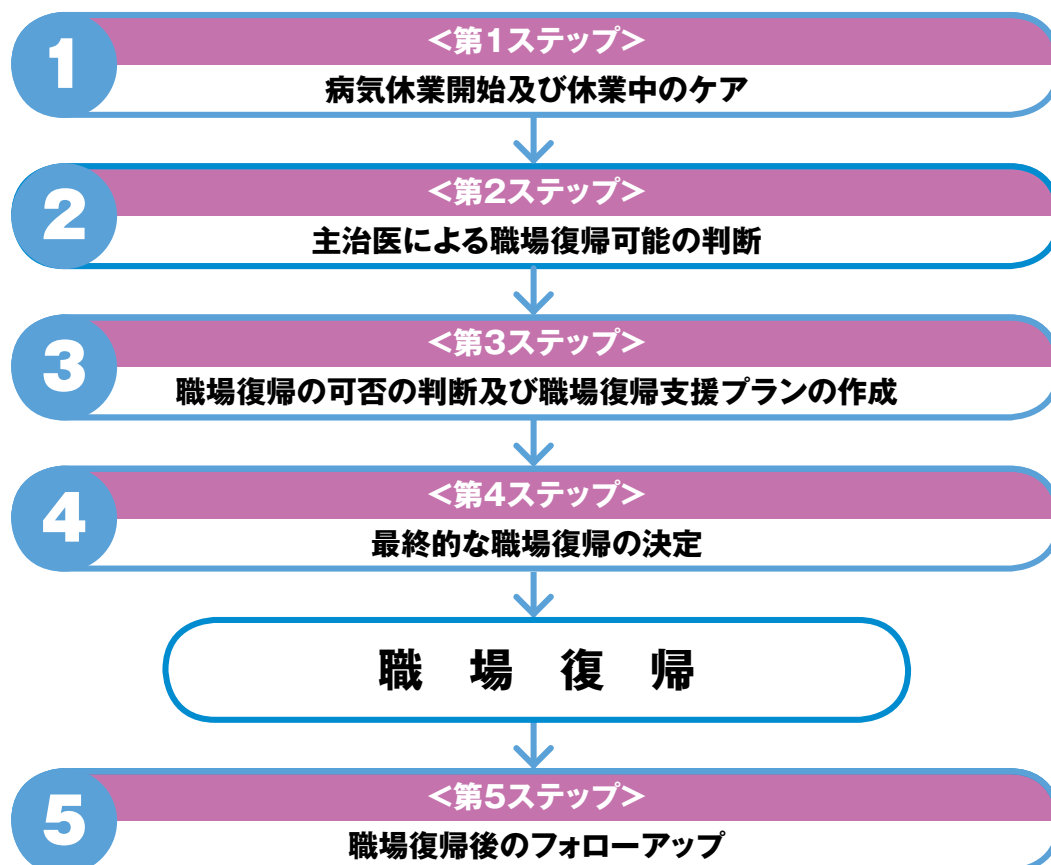 1
<第1ステップ>
病気休業開始及び休業中のケア
2
<第2ステップ>
主治医による職場復帰可能の判断
3
<第3ステップ>
職場復帰の可否の判断及び職場復帰支援プランの作成
4
<第4ステップ>
最終的な職場復帰の決定
職 場 復 帰
5
<第5ステップ>
職場復帰後のフォローアップ